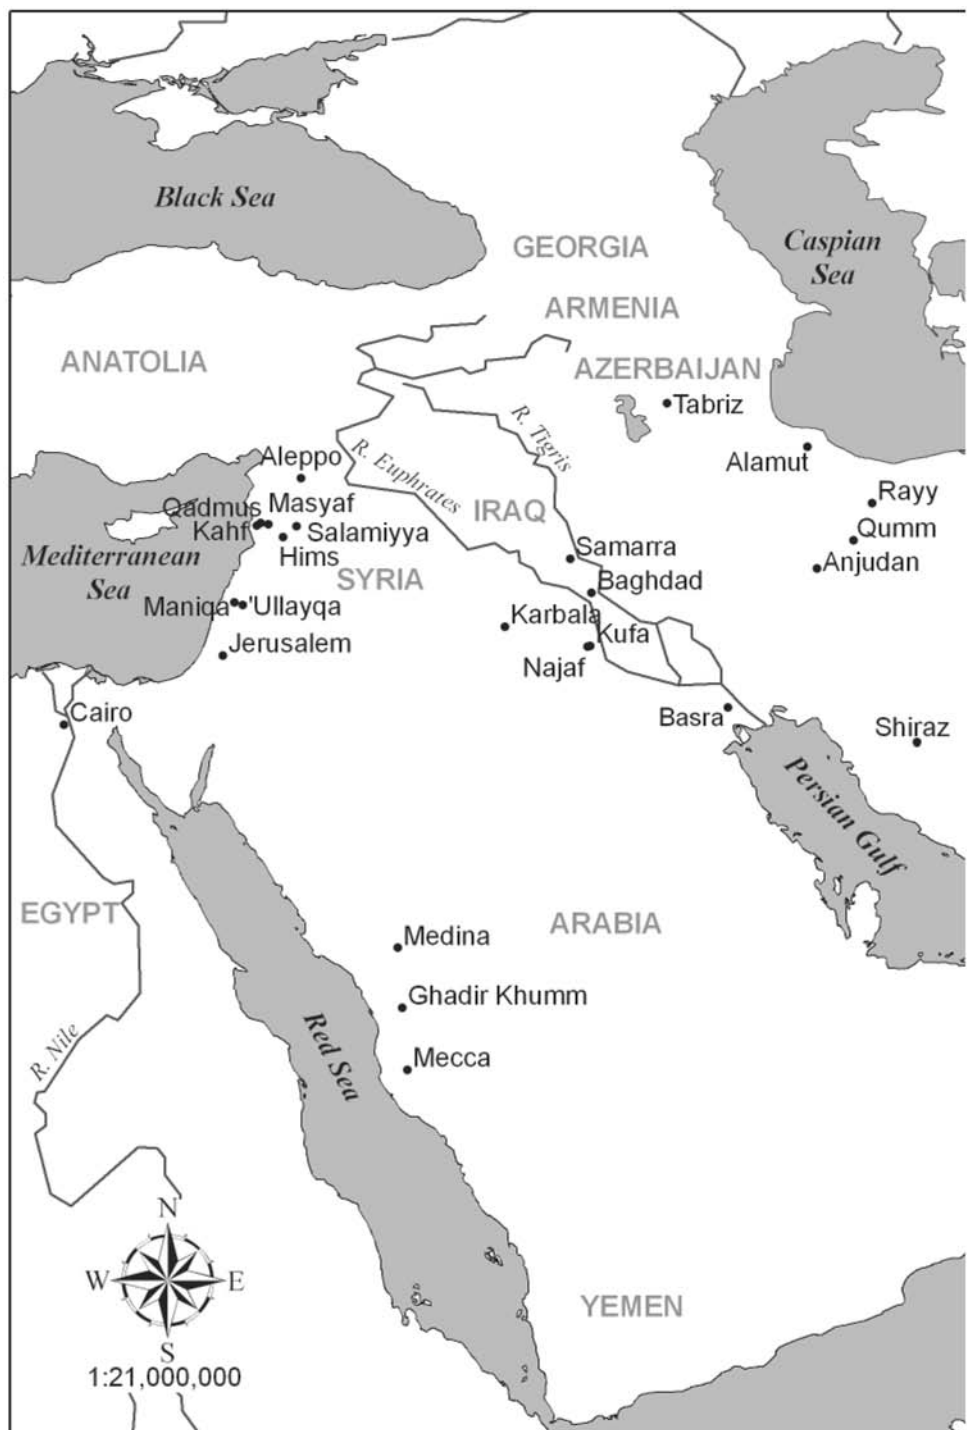 Black Sea
GEORGIA
Caspian
Sea
ARMENIA
ANATOLIA
AZERBAIJAN
Tabriz
R. Tigris
Aleppo
R. Euphrates
Alamut
Rayy
Qadmus
Masyaf
IRAQ
Kahf
Salamiyya
Qumm
Hims
Samarra
Anjudan
Mediterranean
Sea
SYRIA
Baghdad
Maniqa
'Ullayqa
Karbala
Kufa
Jerusalem
Najaf
Cairo
Basra
Shiraz
Persian Gulf
EGYPT
ARABIA
Medina
Ghadir Khumm
R. Nile
Red Sea
Mecca
N
W
E
S
YEMEN
1:21,000,000